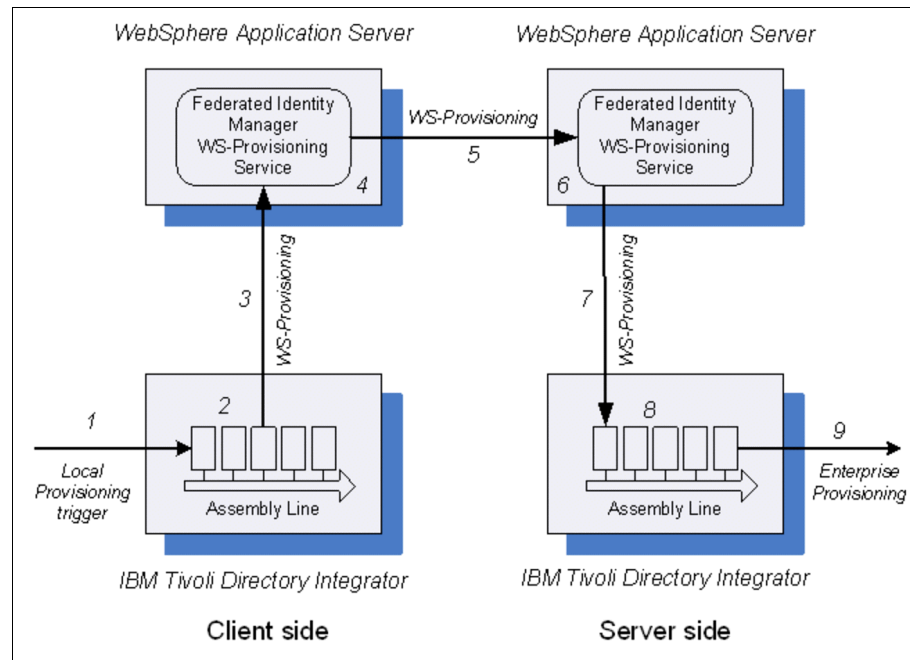 WebSphere Application Server
WebSphere Application Server
Federated Identity
Manager
WS-Provisioning
Service
4
WS-Provisioning
5
Federated Identity
Manager
WS-Provisioning
Service
6
3
WS-Provisioning
7
WS-Provisioning
1
Local
Provisioning
trigger
2
Assembly Line
8
Assembly Line
9
Enterprise
Provisioning
IBM Tivoli Directory Integrator
IBM Tivoli Directory Integrator
Client side
Server side